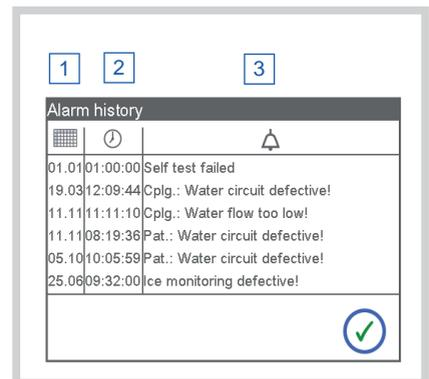 1 2 3
Alarm history
01.01 01:00:00 Self test failed
19.03 12:09:44 Cplg.: Water circuit defective!
11.11 11:11:10 Cplg.: Water flow too low!
11.11 08:19:36 Pat.: Water circuit defective!
05.10 10:05:59 Pat.: Water circuit defective!
25.06 09:32:00 Ice monitoring defective!